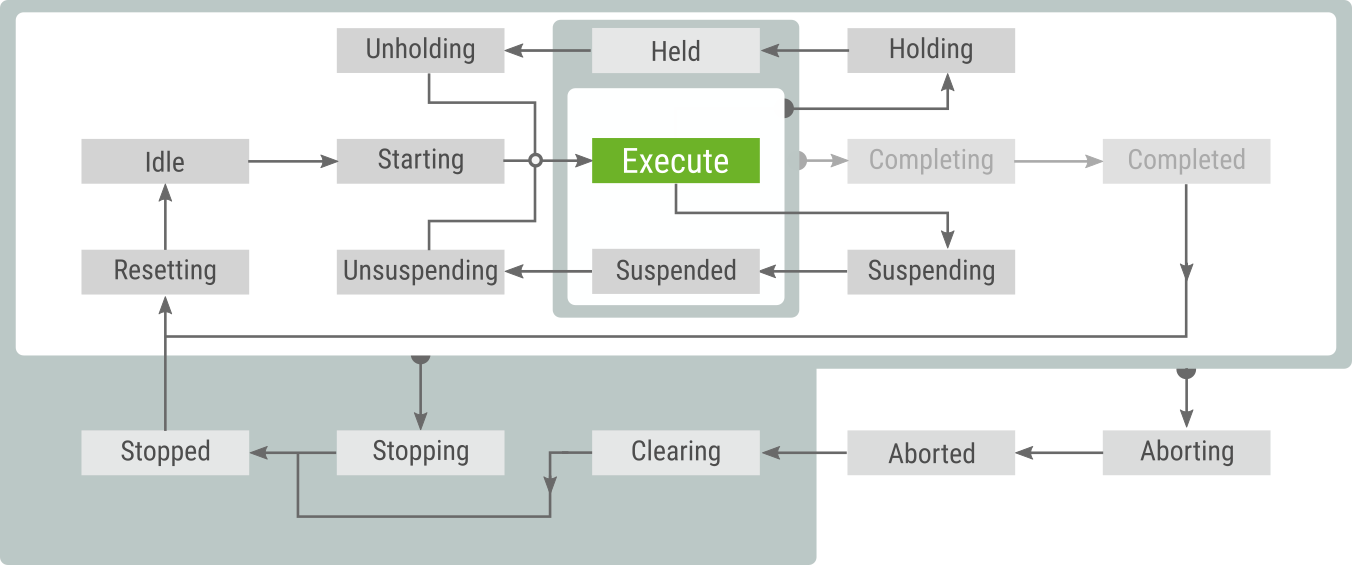 Unholding
Held
Holding
Idle
Starting
Execute
Completing
Completed
Resetting
Unsuspending
Suspended
Suspending
Stopped
Stopping
Clearing
Aborted
Aborting